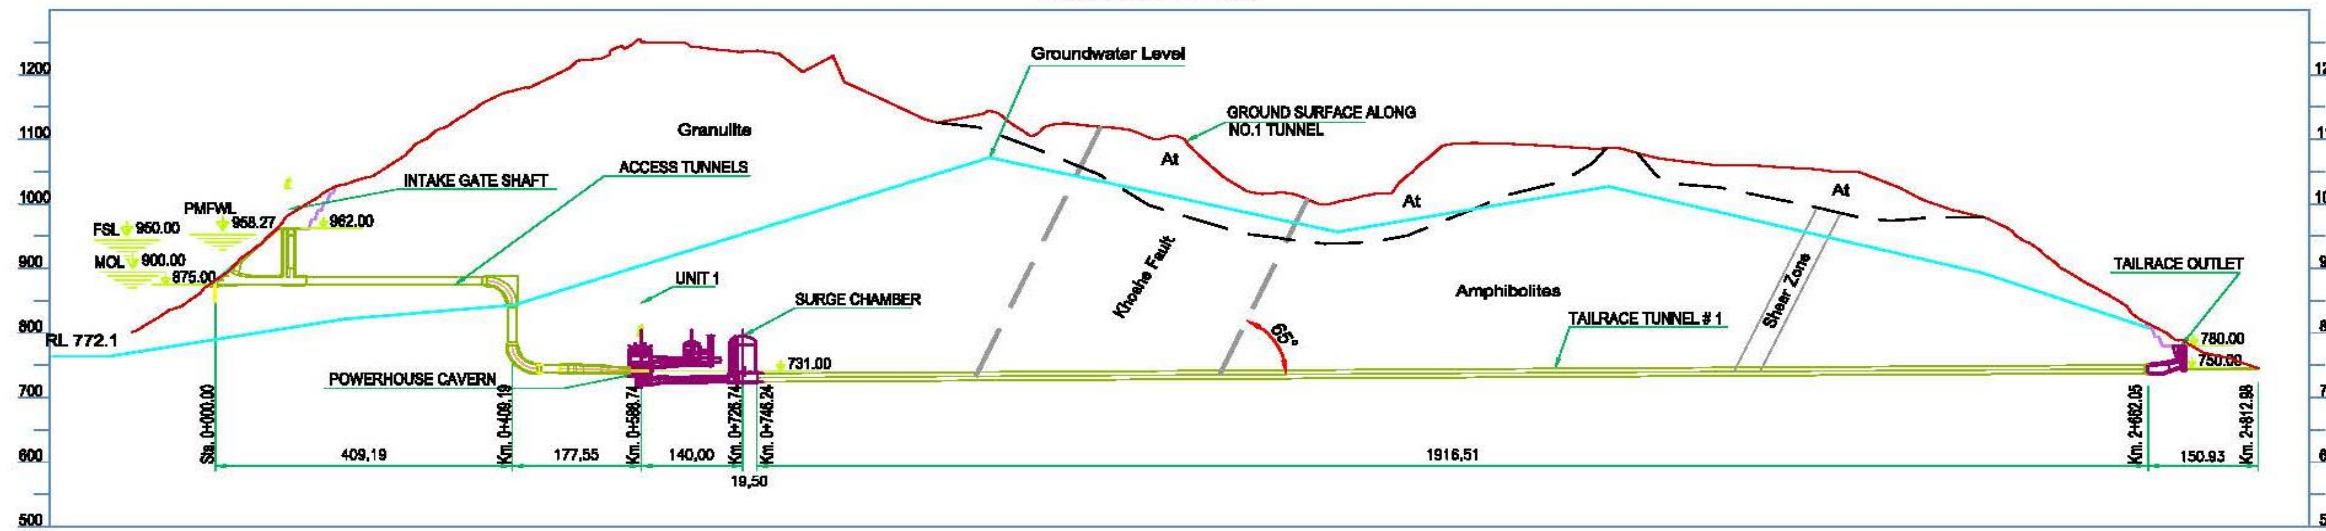 1200
1100
1000
900
800
700
600
500
Groundwater Level
GROUND SURFACE ALONG
NO.1 TUNNEL
Granulite
ACCESS TUNNELS
INTAKE GATE SHAFT
PMFWL
958.27
962.00
FSL
950.00
MOL
900.00
875.00
RL 772.1
UNIT 1
SURGE CHAMBER
POWERHOUSE CAVERN
731.00
At
At
At
Khoshe Fault
65°
Amphibolites
Shear Zone
TAILRACE TUNNEL # 1
TAILRACE OUTLET
780.00
750.00
Sta. 0+000.00
Km. 0+409.19
Km. 0+586.74
Km. 0+726.74
Km. 0+746.24
Km. 2+662.05
Km. 2+812.98
409,19
177,55
140,00
19,50
1916,51
150.93